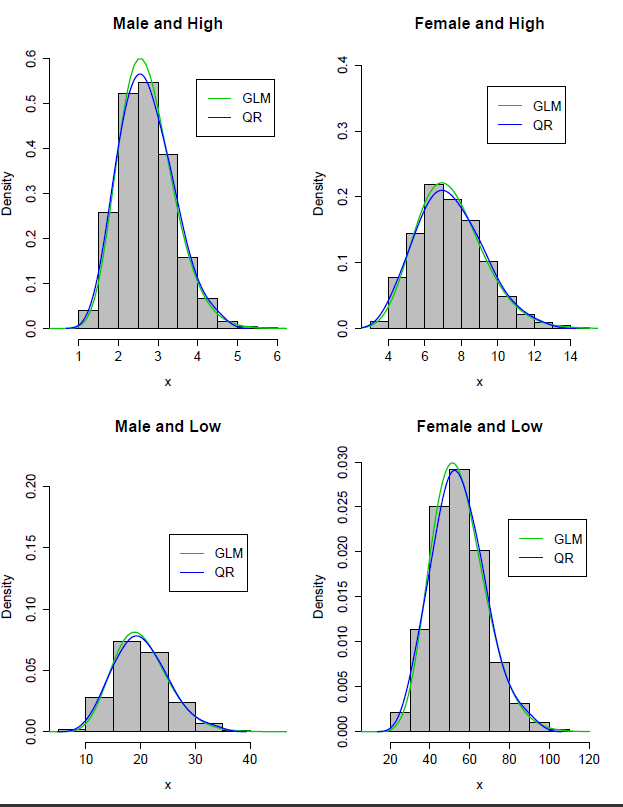 Male and High
Density
0.0 0.1 0.2 0.3 0.4 0.5 0.6
GLM
QR
1 2 3 4 5 6
x
Female and High
Density
0.0 0.1 0.2 0.3 0.4
GLM
QR
4 6 8 10 12 14
x
Male and Low
Density
0.00 0.05 0.10 0.15 0.20
GLM
QR
10 20 30 40
x
Female and Low
Density
0.000 0.005 0.010 0.015 0.020 0.025 0.030
GLM
QR
20 40 60 80 100 120
x